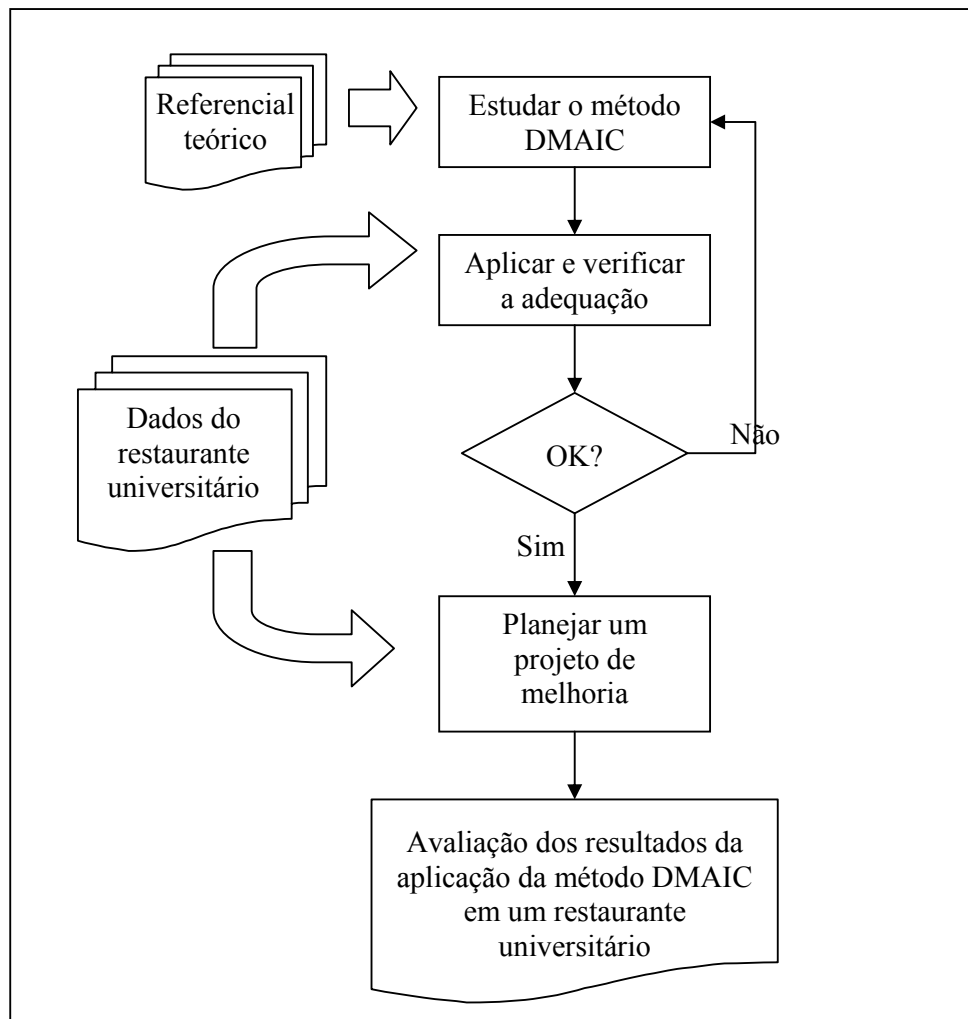 Referencial
teórico
Estudar o método
DMAIC
Aplicar e verificar
a adequação
Dados do
restaurante
universitário
OK?
Não
Sim
Planejar um
projeto de
melhoria
Avaliação dos resultados da
aplicação da método DMAIC
em um restaurante
universitário